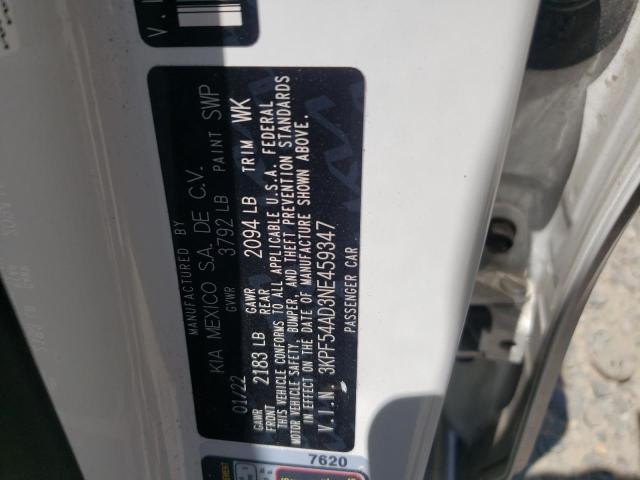 MANUFACTURED BY
KIA MEXICO S.A. DE C.V.
01/22 GVWR 3792 LB PAINT SWP
GAWR FRONT 2183 LB GAWR REAR 2094 LB TRIM WK
THIS VEHICLE CONFORMS TO ALL APPLICABLE U.S.A. FEDERAL
MOTOR VEHICLE SAFETY, BUMPER, AND THEFT PREVENTION STANDARDS
IN EFFECT ON THE DATE OF MANUFACTURE SHOWN ABOVE.
V.I.N. 3KPF54AD3NE459347
PASSENGER CAR
7620